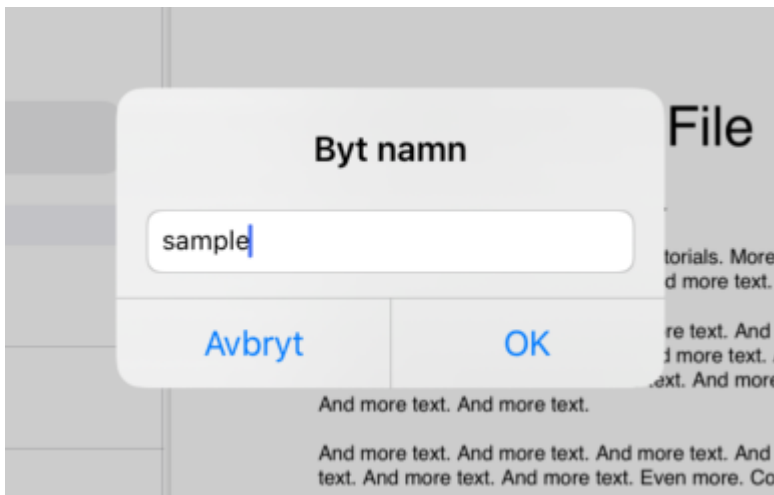 File
Byt namn
sample
torials. More
d more text.
Avbryt
OK
re text. And
d more text.
text. And more
And more text. And more text.
And more text. And more text. And more text. And
text. And more text. And more text. Even more. Co